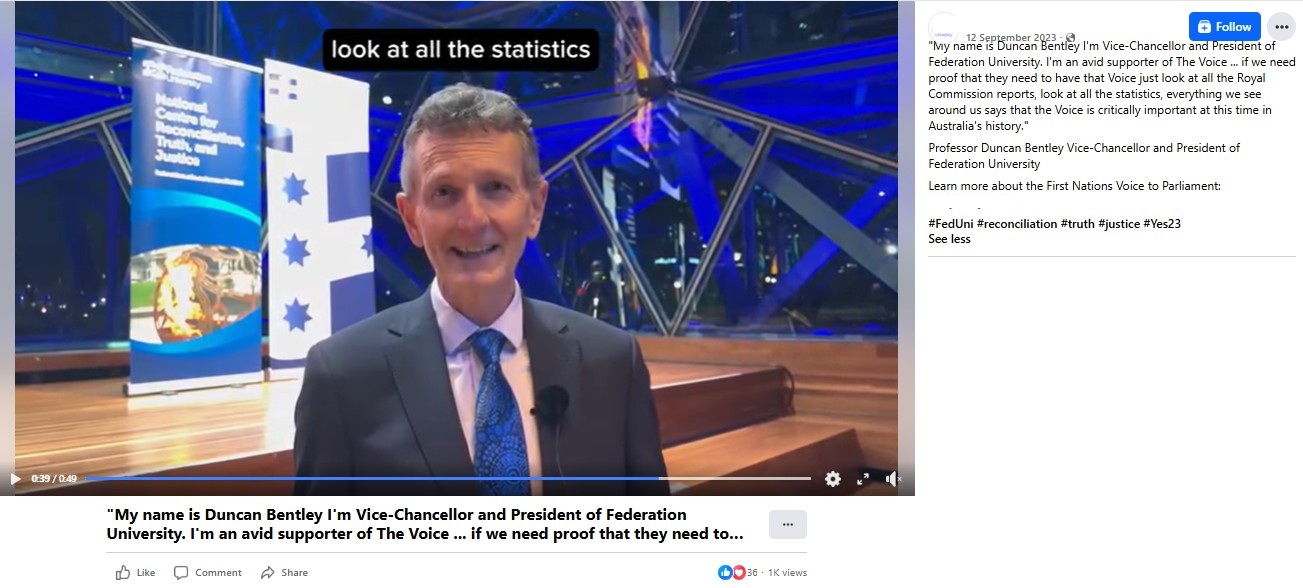 look at all the statistics
National
Centre for
Reconciliation,
Truth, and
Justice
0:39 / 0:49
"My name is Duncan Bentley I'm Vice-Chancellor and President of Federation
University. I'm an avid supporter of The Voice ... if we need proof that they need to...
Like
Comment
Share
36 · 1K views
12 September 2023 ·
Follow
"My name is Duncan Bentley I'm Vice-Chancellor and President of
Federation University. I'm an avid supporter of The Voice ... if we need
proof that they need to have that Voice just look at all the Royal
Commission reports, look at all the statistics, everything we see
around us says that the Voice is critically important at this time in
Australia's history."
Professor Duncan Bentley Vice-Chancellor and President of
Federation University
Learn more about the First Nations Voice to Parliament:
#FedUni #reconciliation #truth #justice #Yes23
See less